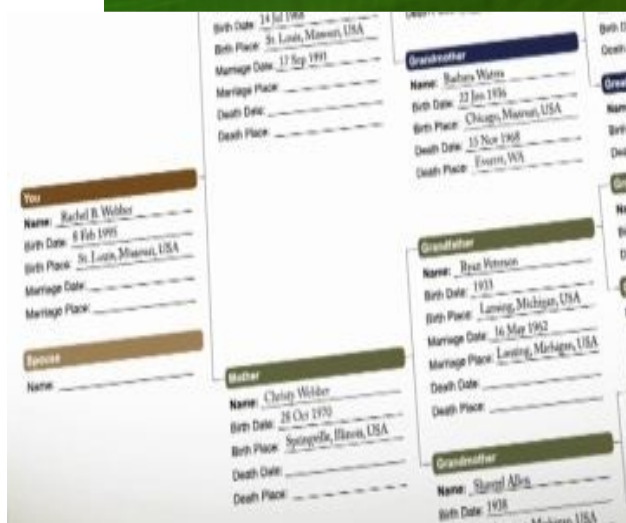 Birth Date: 14 Jul 1968
Birth Place: St. Louis, Missouri, USA
Marriage Date: 17 Sep 1991
Marriage Place:
Death Date:
Death Place:
Grandmother
Name: Barbara Waters
Birth Date: 22 Jan 1936
Birth Place: Chicago, Missouri, USA
Death Date: 15 Nov 1968
Death Place: Everett, WA
You
Name: Rachel B. Webber
Birth Date: 8 Feb 1995
Birth Place: St. Louis, Missouri, USA
Marriage Date:
Marriage Place:
Spouse
Name:
Grandfather
Name: Ryan Peterson
Birth Date: 1933
Birth Place: Lansing, Michigan, USA
Marriage Date: 16 May 1962
Marriage Place: Lansing, Michigan, USA
Death Date:
Death Place:
Mother
Name: Christy Webber
Birth Date: 28 Oct 1970
Birth Place: Springville, Illinois, USA
Death Date:
Death Place:
Grandmother
Name: Sheryl Allen
Birth Date: 1938
Michigan, USA